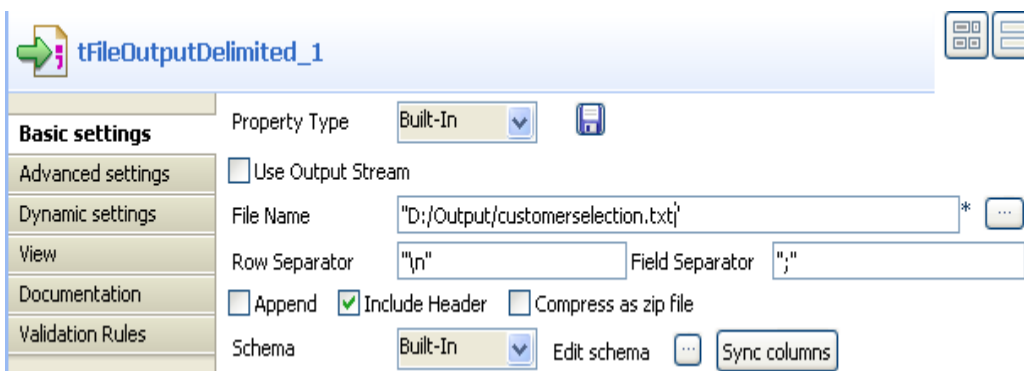 tFileOutputDelimited_1
Basic settings
Property Type Built-In
Advanced settings
Use Output Stream
Dynamic settings
File Name "D:/Output/customerselection.txt" * ...
View
Row Separator "\n" Field Separator ";"
Documentation
Append Include Header Compress as zip file
Validation Rules
Schema Built-In Edit schema ... Sync columns